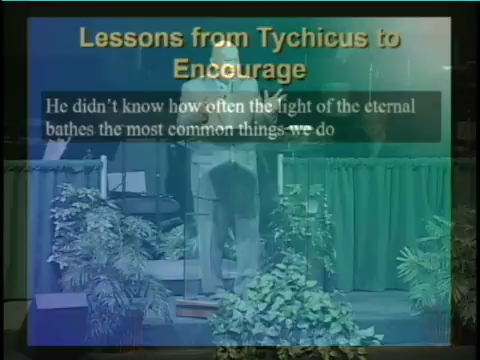 Lessons from Tychicus to
Encourage
He didn't know how often the light of the eternal
bathes the most common things we do